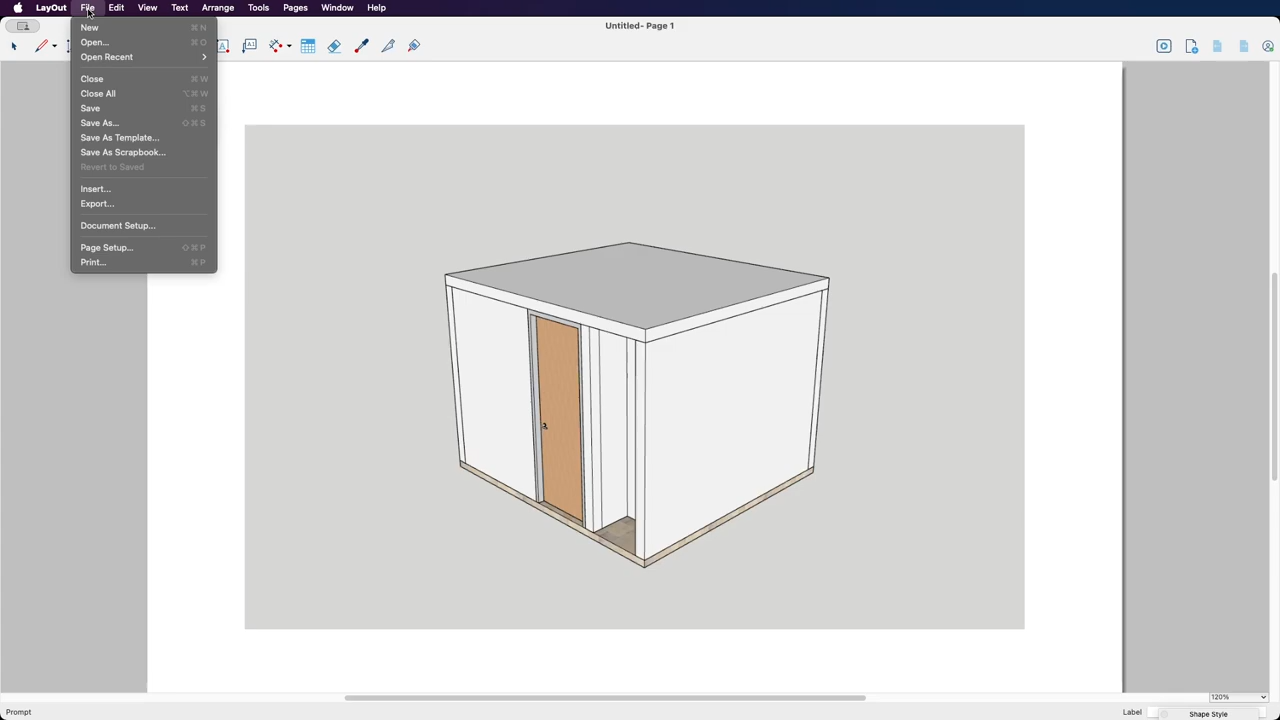 LayOut File Edit View Text Arrange Tools Pages Window Help
Untitled- Page 1
New ⌘ N
Open... ⌘ O
Open Recent >
Close ⌘ W
Close All ⌥⌘ W
Save ⌘ S
Save As... ⇧⌘ S
Save As Template...
Save As Scrapbook...
Revert to Saved
Insert...
Export...
Document Setup...
Page Setup... ⇧⌘ P
Print... ⌘ P
120%
Prompt
Label
Shape Style